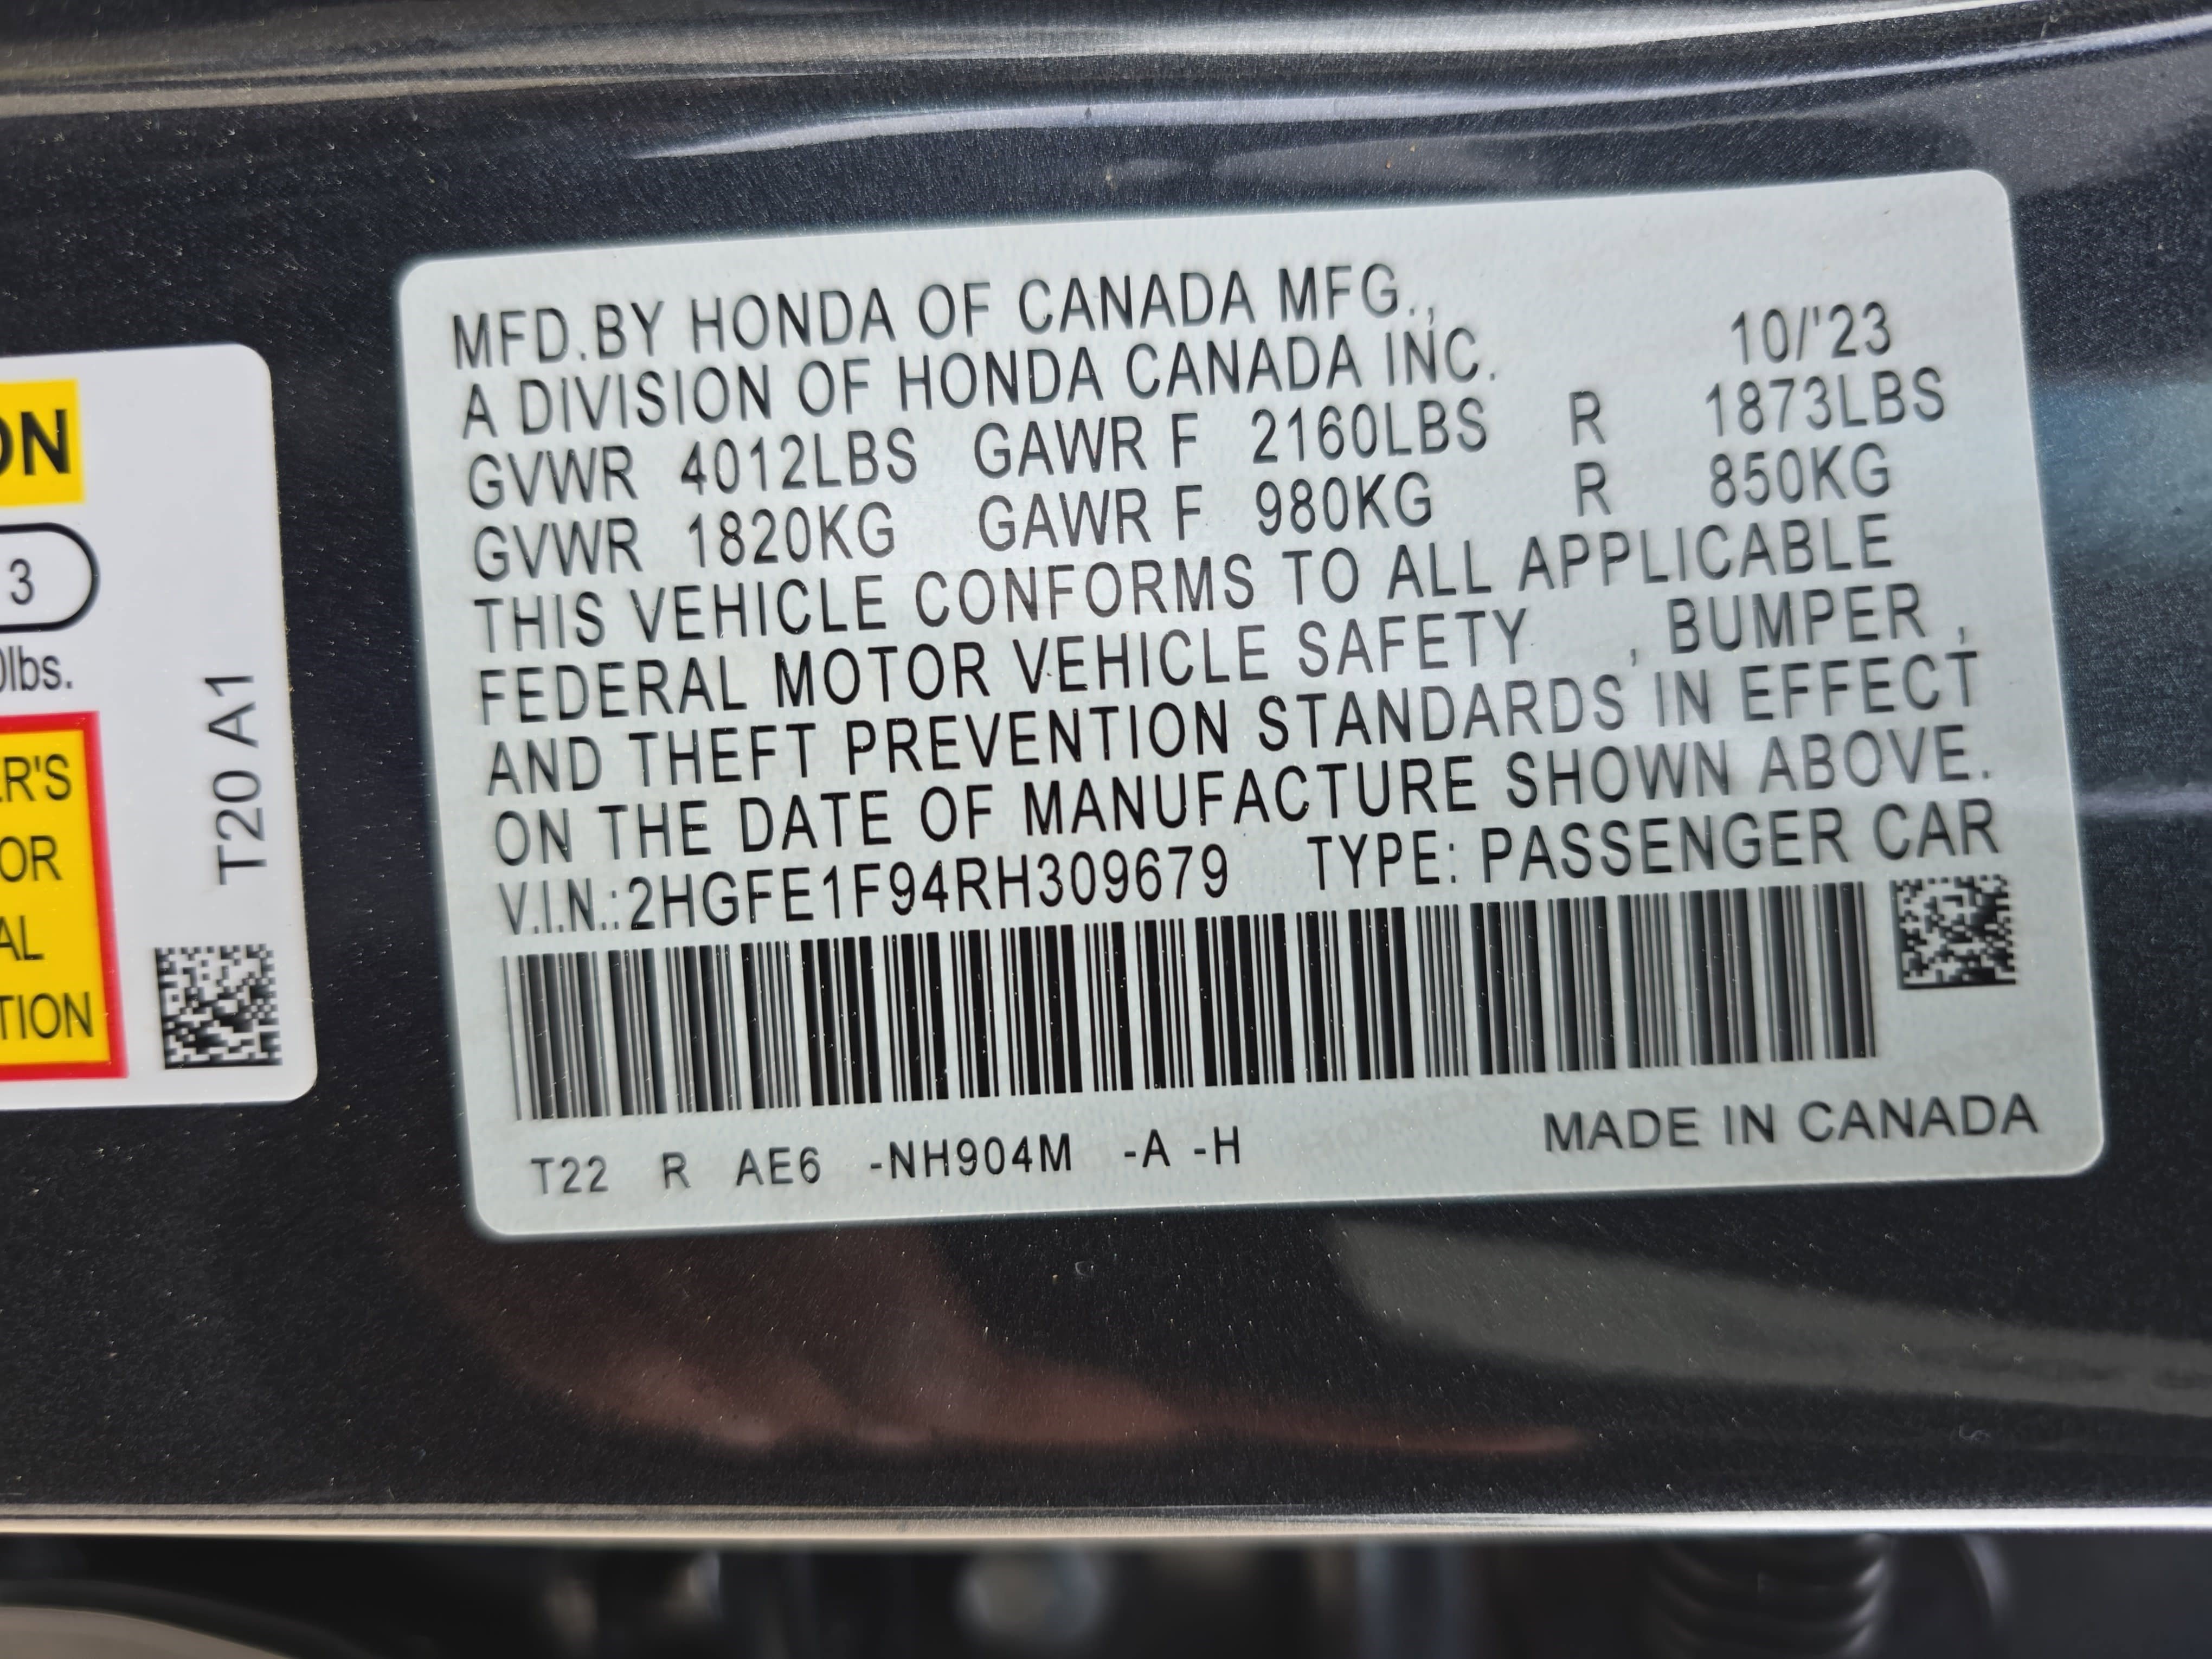 ON
3
0lbs.
ER'S
OR
AL
TION
T20 A1
MFD.BY HONDA OF CANADA MFG.,
A DIVISION OF HONDA CANADA INC. 10/'23
GVWR 4012LBS GAWR F 2160LBS R 1873LBS
GVWR 1820KG GAWR F 980KG R 850KG
THIS VEHICLE CONFORMS TO ALL APPLICABLE
FEDERAL MOTOR VEHICLE SAFETY , BUMPER ,
AND THEFT PREVENTION STANDARDS IN EFFECT
ON THE DATE OF MANUFACTURE SHOWN ABOVE.
V.I.N.:2HGFE1F94RH309679 TYPE: PASSENGER CAR
T22 R AE6 -NH904M -A -H MADE IN CANADA